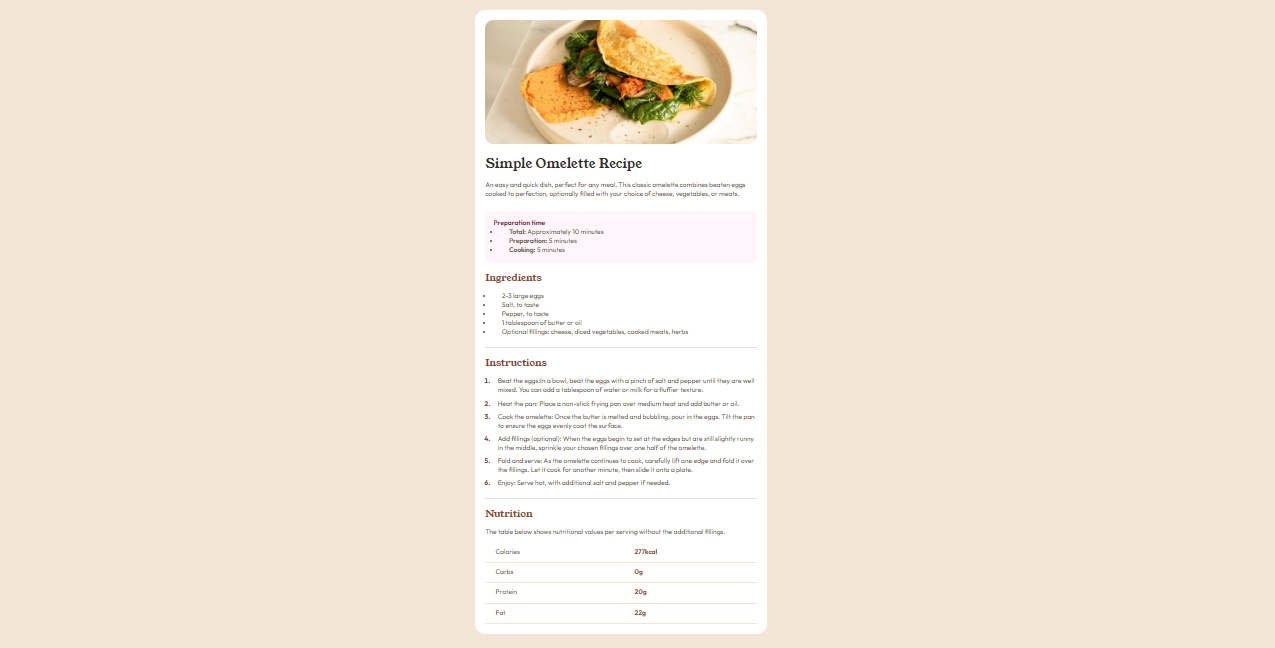 Simple Omelette Recipe
An easy and quick dish, perfect for any meal. This classic omelette combines beaten eggs
cooked to perfection, optionally filled with your choice of cheese, vegetables, or meats.
Preparation time
• Total: Approximately 10 minutes
• Preparation: 5 minutes
• Cooking: 5 minutes
Ingredients
• 2-3 large eggs
• Salt, to taste
• Pepper, to taste
• 1 tablespoon of butter or oil
• Optional fillings: cheese, diced vegetables, cooked meats, herbs
Instructions
1. Beat the eggs:In a bowl, beat the eggs with a pinch of salt and pepper until they are well
mixed. You can add a tablespoon of water or milk for a fluffier texture.
2. Heat the pan: Place a non-stick frying pan over medium heat and add butter or oil.
3. Cook the omelette: Once the butter is melted and bubbling, pour in the eggs. Tilt the pan
to ensure the eggs evenly coat the surface.
4. Add fillings (optional): When the eggs begin to set at the edges but are still slightly runny
in the middle, sprinkle your chosen fillings over one half of the omelette.
5. Fold and serve: As the omelette continues to cook, carefully lift one edge and fold it over
the fillings. Let it cook for another minute, then slide it onto a plate.
6. Enjoy: Serve hot, with additional salt and pepper if needed.
Nutrition
The table below shows nutritional values per serving without the additional fillings.
Calories 277kcal
Carbs 0g
Protein 20g
Fat 22g